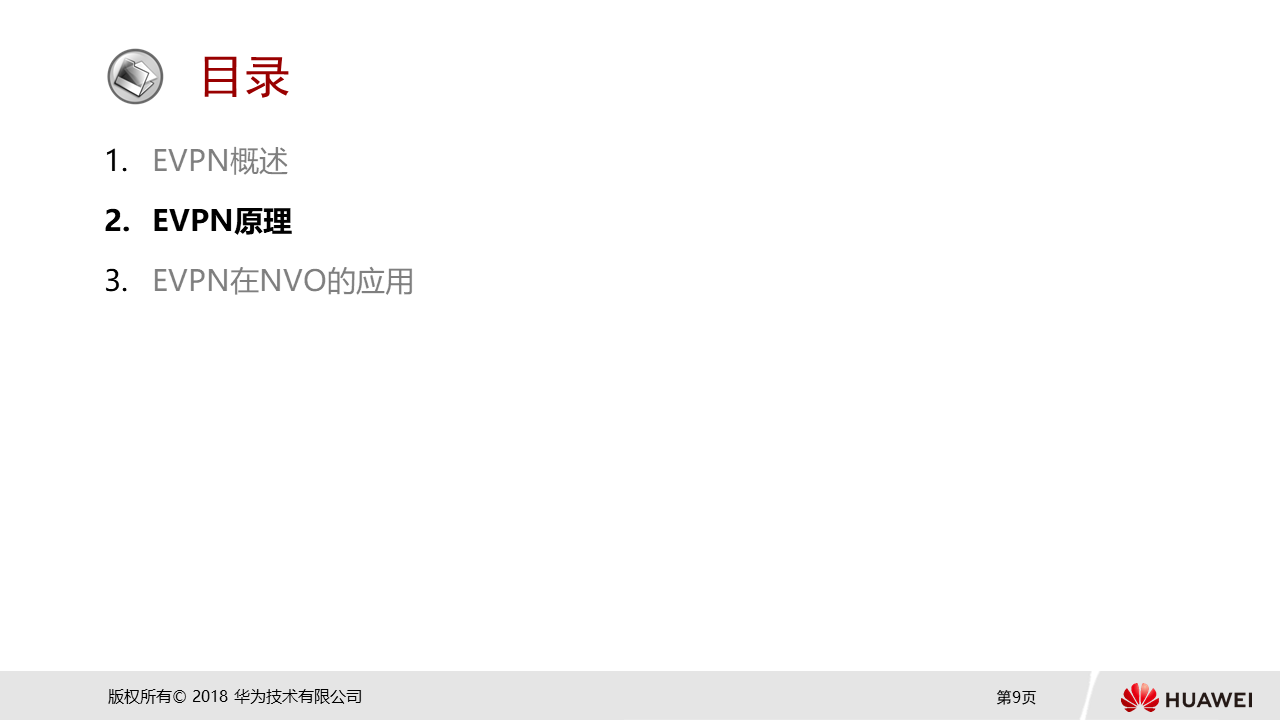 目录
1. EVPN概述
2. EVPN原理
3. EVPN在NVO的应用
版权所有© 2018 华为技术有限公司
第9页
HUAWEI